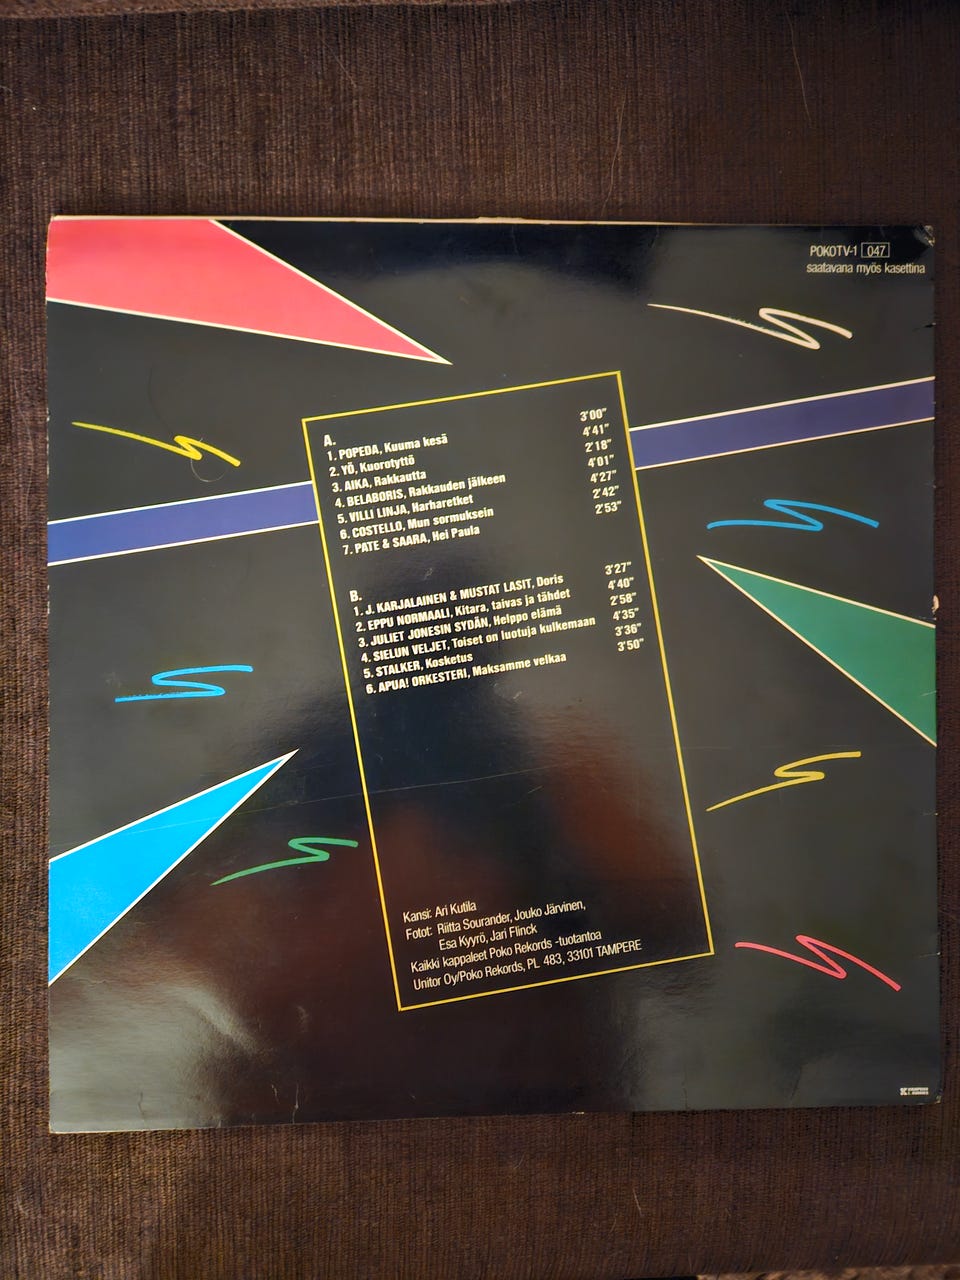 POKOTV-1 047
saatavana myös kasettina
A.
1. POPEDA, Kuuma kesä 3'00"
2. YÖ, Kuorotyttö 4'41"
3. AIKA, Rakkautta 2'18"
4. BELABORIS, Rakkauden jälkeen 4'01"
5. VILLI LINJA, Harharetket 4'27"
6. COSTELLO, Mun sormuksein 2'42"
7. PATE & SAARA, Hei Paula 2'53"
B.
1. J. KARJALAINEN & MUSTAT LASIT, Doris 3'27"
2. EPPU NORMAALI, Kitara, taivas ja tähdet 4'40"
3. JULIET JONESIN SYDÄN, Helppo elämä 2'58"
4. SIELUN VELJET, Toiset on luotuja kulkemaan 4'35"
5. STALKER, Kosketus 3'36"
6. APUA! ORKESTERI, Maksamme velkaa 3'50"
Kansi: Ari Kutila
Fotot: Riitta Sourander, Jouko Järvinen,
Esa Kyyrö, Jari Flinck
Kaikki kappaleet Poko Rekords -tuotantoa
Unitor Oy/Poko Rekords, PL 483, 33101 TAMPERE